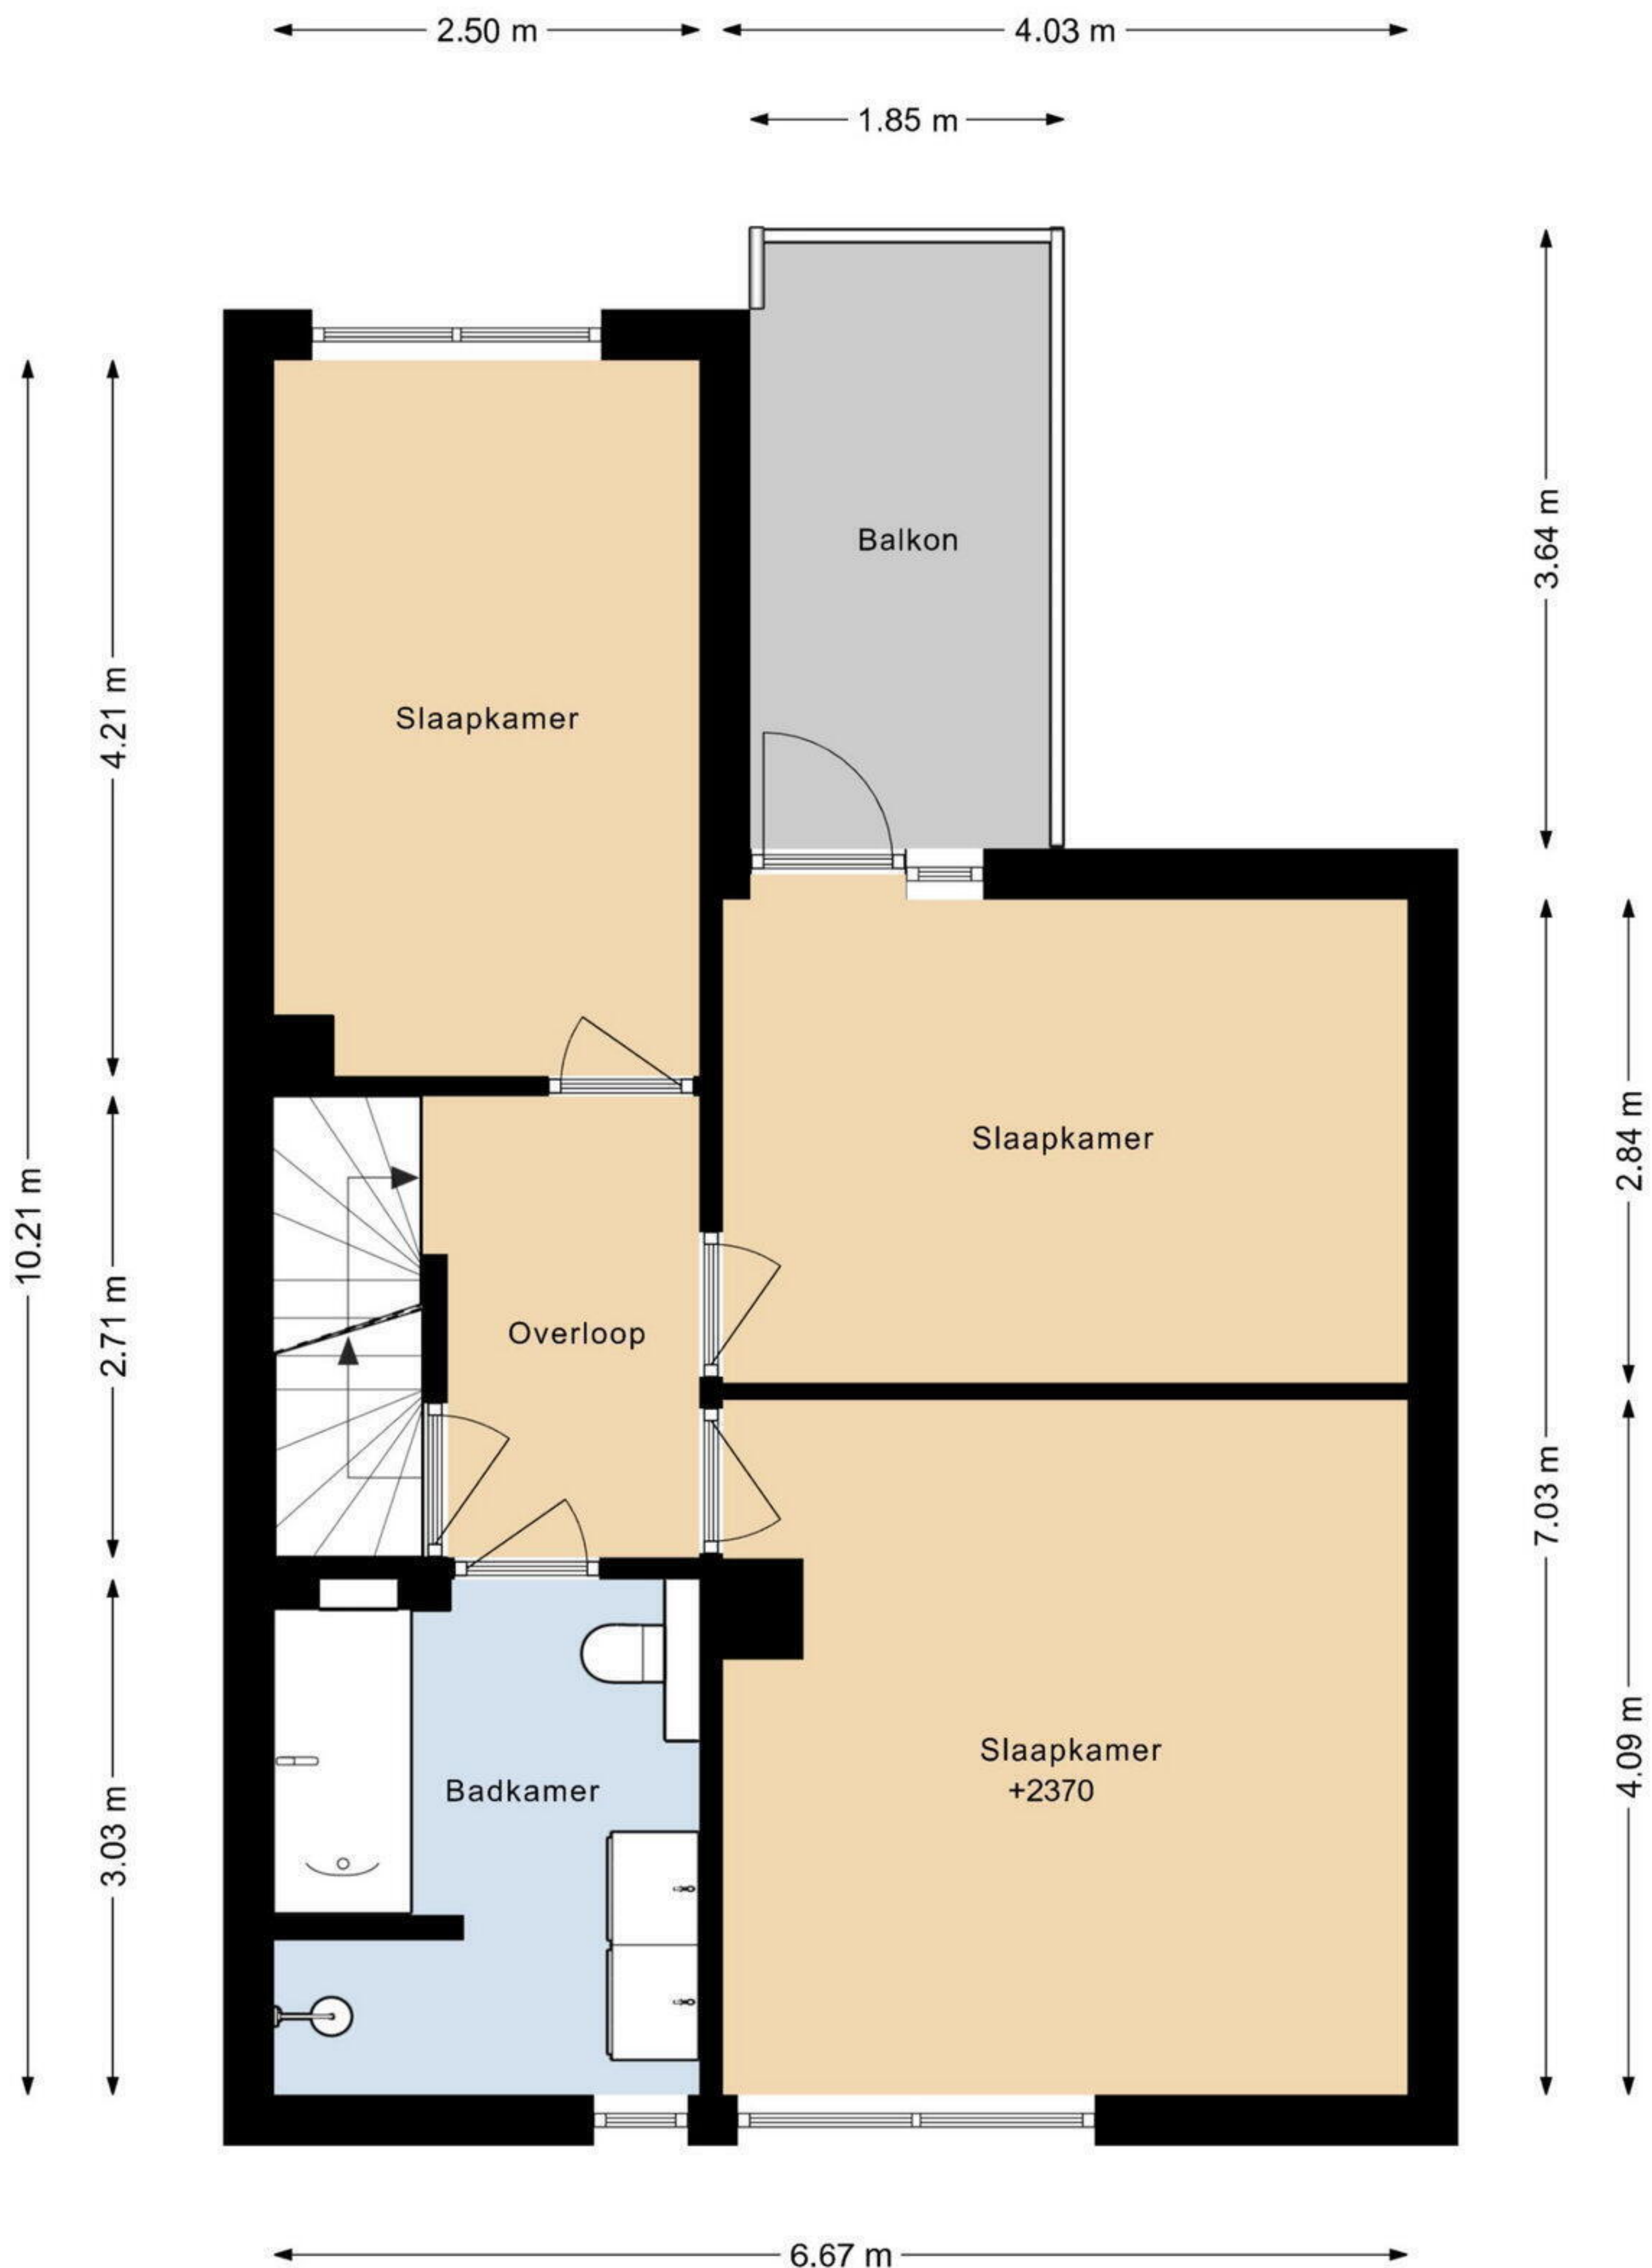 2.50 m
4.03 m
1.85 m
Balkon
3.64 m
4.21 m
Slaapkamer
Slaapkamer
2.84 m
10.21 m
2.71 m
Overloop
7.03 m
Slaapkamer
+2370
4.09 m
Badkamer
3.03 m
6.67 m